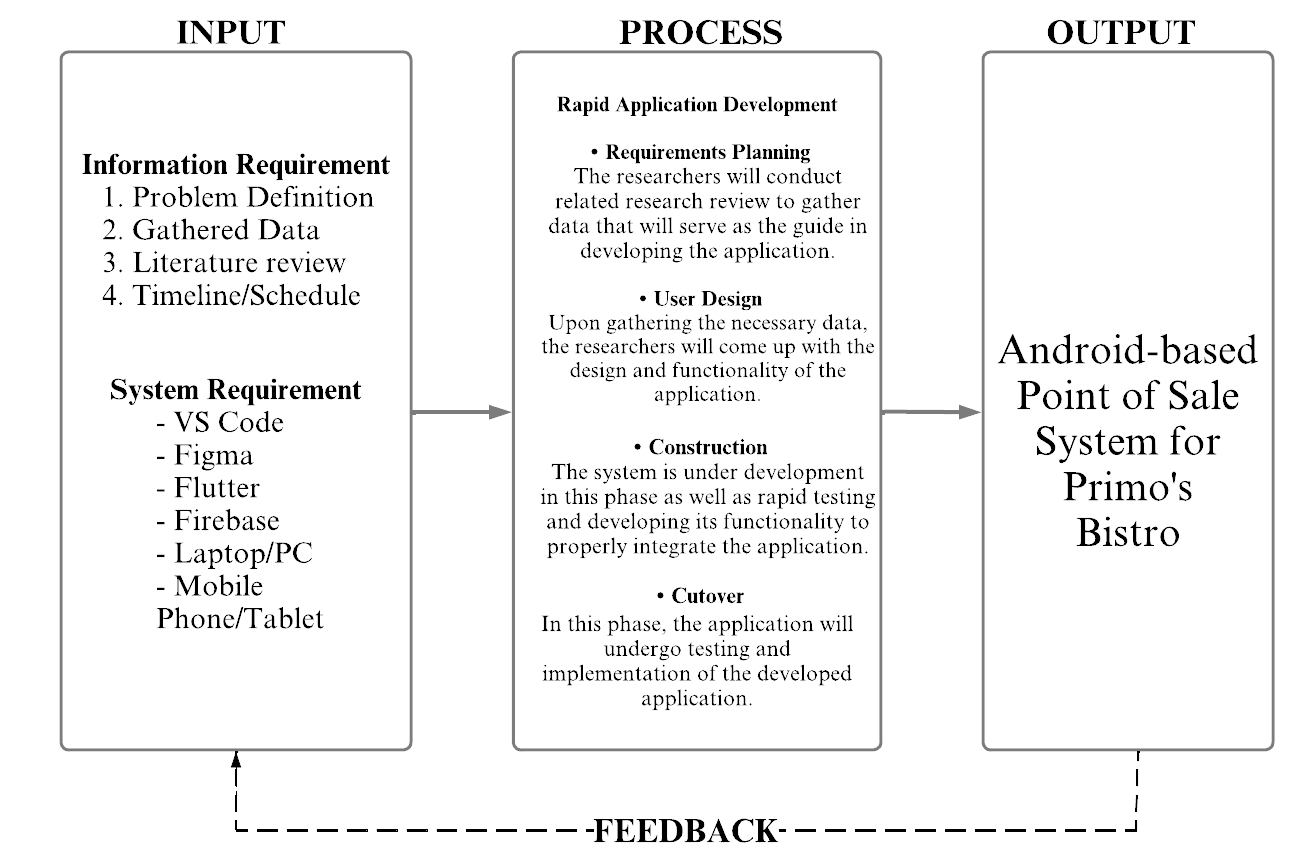 INPUT
Information Requirement
1. Problem Definition
2. Gathered Data
3. Literature review
4. Timeline/Schedule
System Requirement
- VS Code
- Figma
- Flutter
- Firebase
- Laptop/PC
- Mobile
Phone/Tablet
PROCESS
Rapid Application Development
• Requirements Planning
The researchers will conduct
related research review to gather
data that will serve as the guide in
developing the application.
• User Design
Upon gathering the necessary data,
the researchers will come up with the
design and functionality of the
application.
• Construction
The system is under development
in this phase as well as rapid testing
and developing its functionality to
properly integrate the application.
• Cutover
In this phase, the application will
undergo testing and
implementation of the developed
application.
OUTPUT
Android-based
Point of Sale
System for
Primo's
Bistro
FEEDBACK